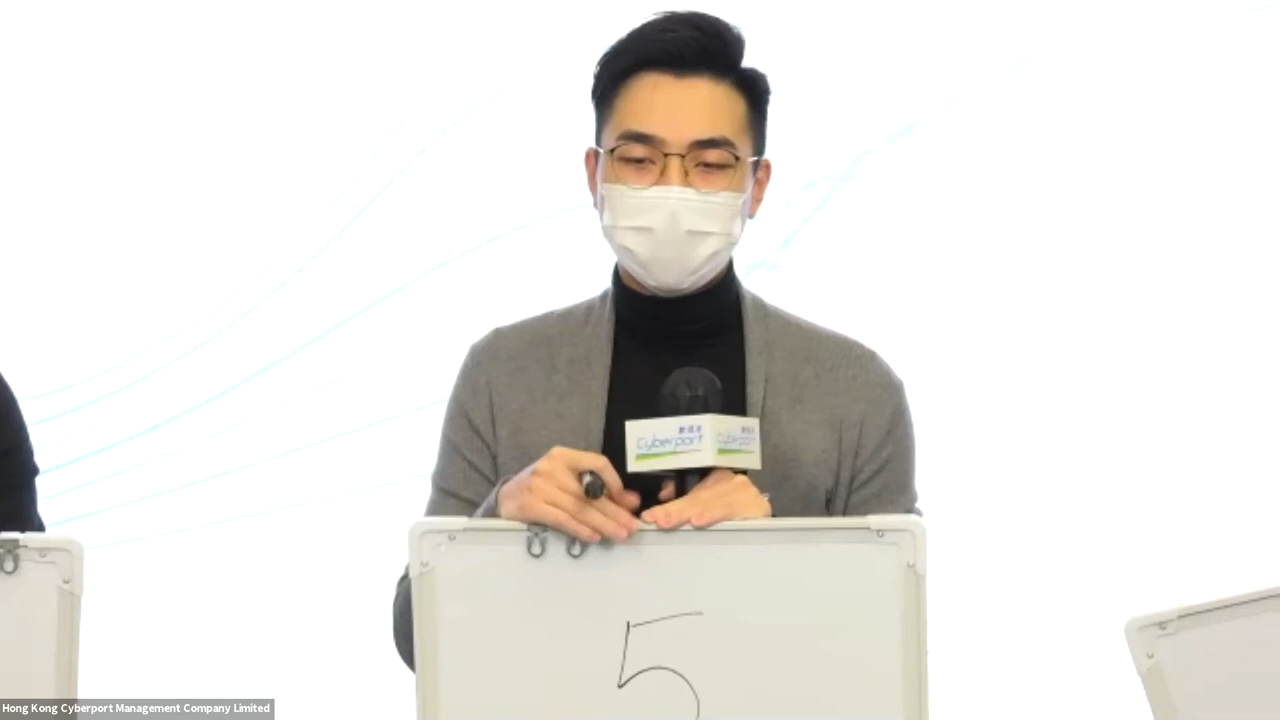 數碼港
cyberport
數碼港
cyberport
5
Hong Kong Cyberport Management Company Limited